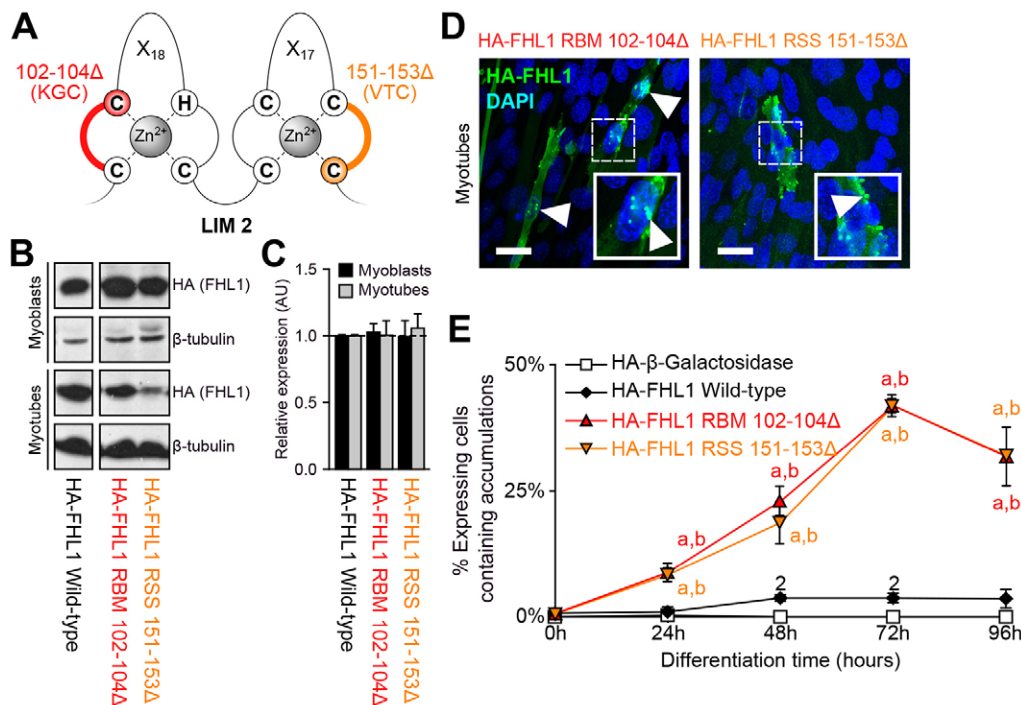 A
X18
X17
102-104Δ
(KGC)
151-153Δ
(VTC)
C
H
C
C
Zn2+
Zn2+
C
C
C
C
LIM 2
B
Myoblasts
HA (FHL1)
β-tubulin
Myotubes
HA (FHL1)
β-tubulin
HA-FHL1 Wild-type
HA-FHL1 RBM 102-104Δ
HA-FHL1 RSS 151-153Δ
C
Relative expression (AU)
1.5
1.0
0.5
0.0
Myoblasts
Myotubes
HA-FHL1 Wild-type
HA-FHL1 RBM 102-104Δ
HA-FHL1 RSS 151-153Δ
D
HA-FHL1 RBM 102-104Δ
HA-FHL1 RSS 151-153Δ
HA-FHL1
DAPI
Myotubes
E
% Expressing cells
containing accumulations
50%
25%
0%
HA-β-Galactosidase
HA-FHL1 Wild-type
HA-FHL1 RBM 102-104Δ
HA-FHL1 RSS 151-153Δ
a,b
a,b
a,b
a,b
a,b
a,b
a,b
a,b
2
2
0h
24h
48h
72h
96h
Differentiation time (hours)